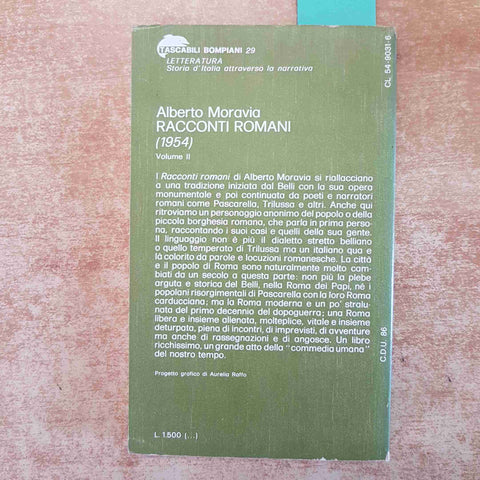 TASCABILI BOMPIANI 29
LETTERATURA
Storia d'Italia attraverso la narrativa
Alberto Moravia
RACCONTI ROMANI
(1954)
Volume II
I Racconti romani di Alberto Moravia si riallacciano
a una tradizione iniziata dal Belli con la sua opera
monumentale e poi continuata da poeti e narratori
romani come Pascarella, Trilussa e altri. Anche qui
ritroviamo un personaggio anonimo del popolo o della
piccola borghesia romana, che parla in prima perso-
na, raccontando i suoi casi e quelli della sua gente.
Il linguaggio non è più il dialetto stretto belliano
o quello temperato di Trilussa ma un italiano qua e
là colorito da parole e locuzioni romanesche. La città
e il popolo di Roma sono naturalmente molto cam-
biati da un secolo a questa parte: non più la plebe
arguta e storica del Belli, nella Roma dei Papi, né i
popolani risorgimentali di Pascarella con la loro Roma
carducciana; ma la Roma moderna e un po' stralu-
nata del primo decennio del dopoguerra; una Roma
libera e insieme alienata, molteplice, vitale e insieme
deturpata, piena di incontri, di imprevisti, di avventure
ma anche di rassegnazioni e di angosce. Un libro
ricchissimo, un grande atto della "commedia umana"
del nostro tempo.
Progetto grafico di Aurelia Raffo
L. 1.500 (...)
CL 54-9031-6
C.D.U. 86